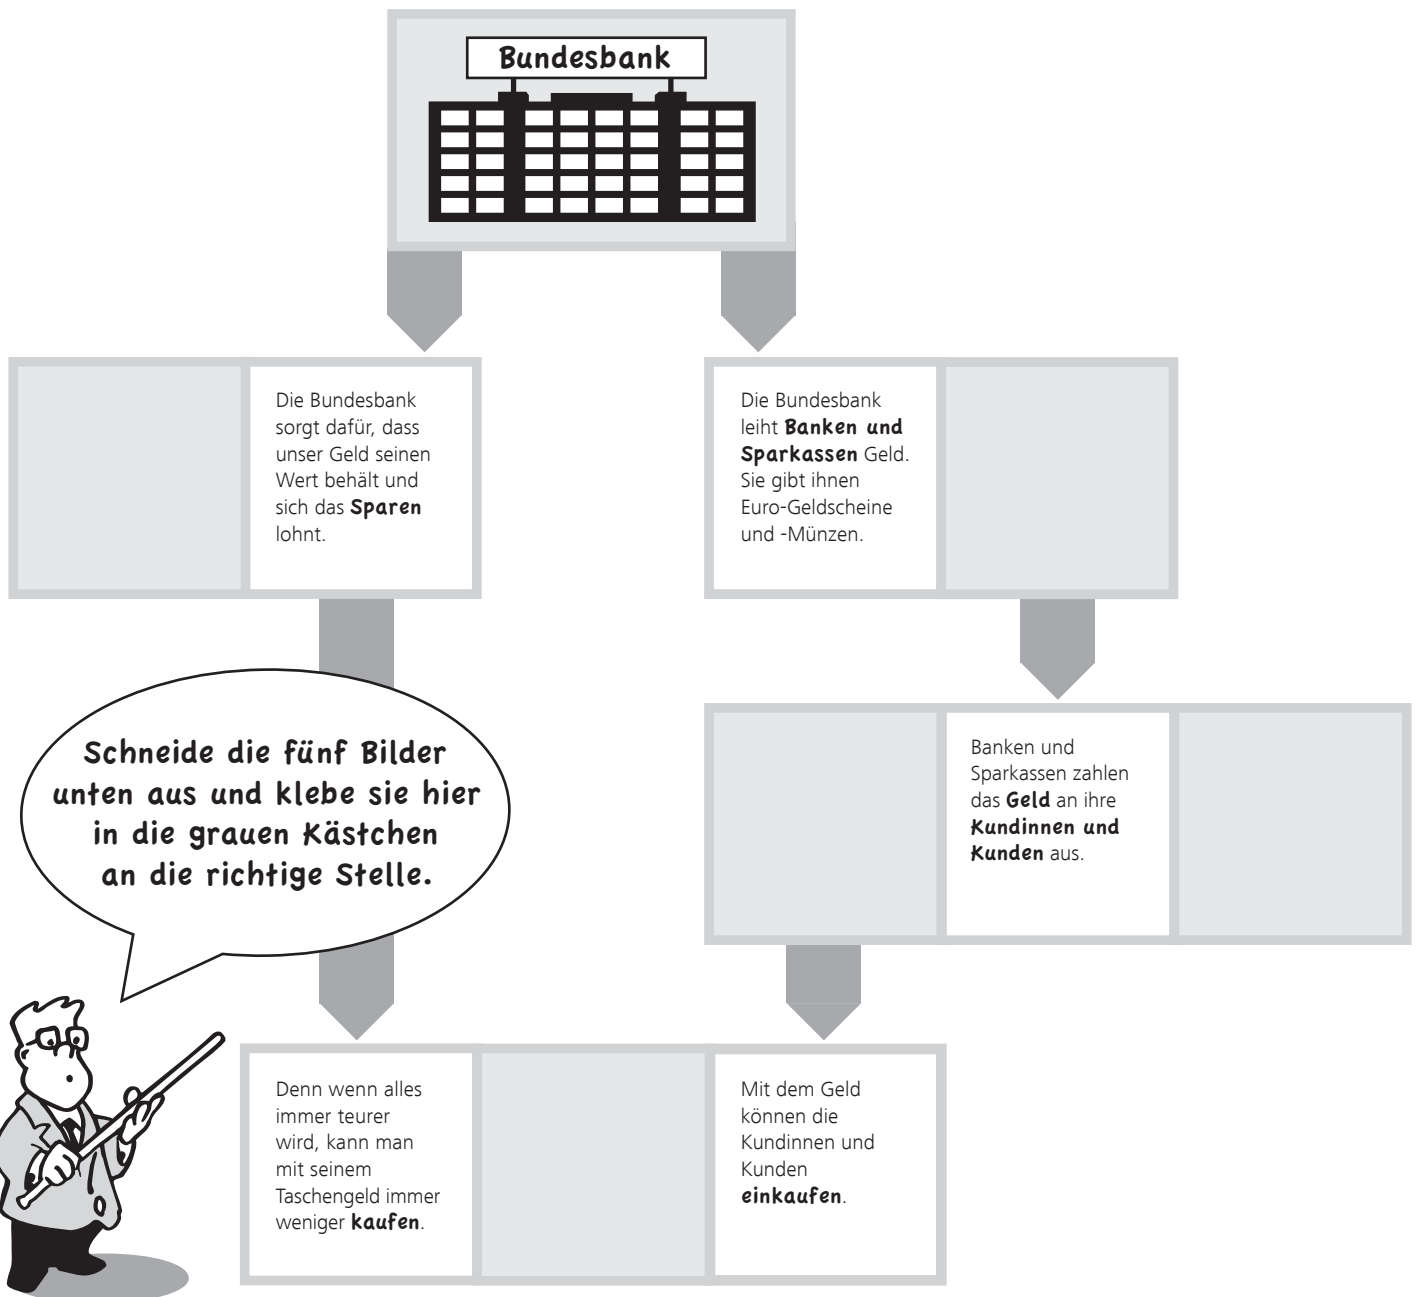 Bundesbank
Die Bundesbank
sorgt dafür, dass
unser Geld seinen
Wert behält und
sich das Sparen
lohnt.
Die Bundesbank
leiht Banken und
Sparkassen Geld.
Sie gibt ihnen
Euro-Geldscheine
und -Münzen.
Schneide die fünf Bilder
unten aus und klebe sie hier
in die grauen Kästchen
an die richtige Stelle.
Banken und
Sparkassen zahlen
das Geld an ihre
Kundinnen und
Kunden aus.
Denn wenn alles
immer teurer
wird, kann man
mit seinem
Taschengeld immer
weniger kaufen.
Mit dem Geld
können die
Kundinnen und
Kunden
einkaufen.